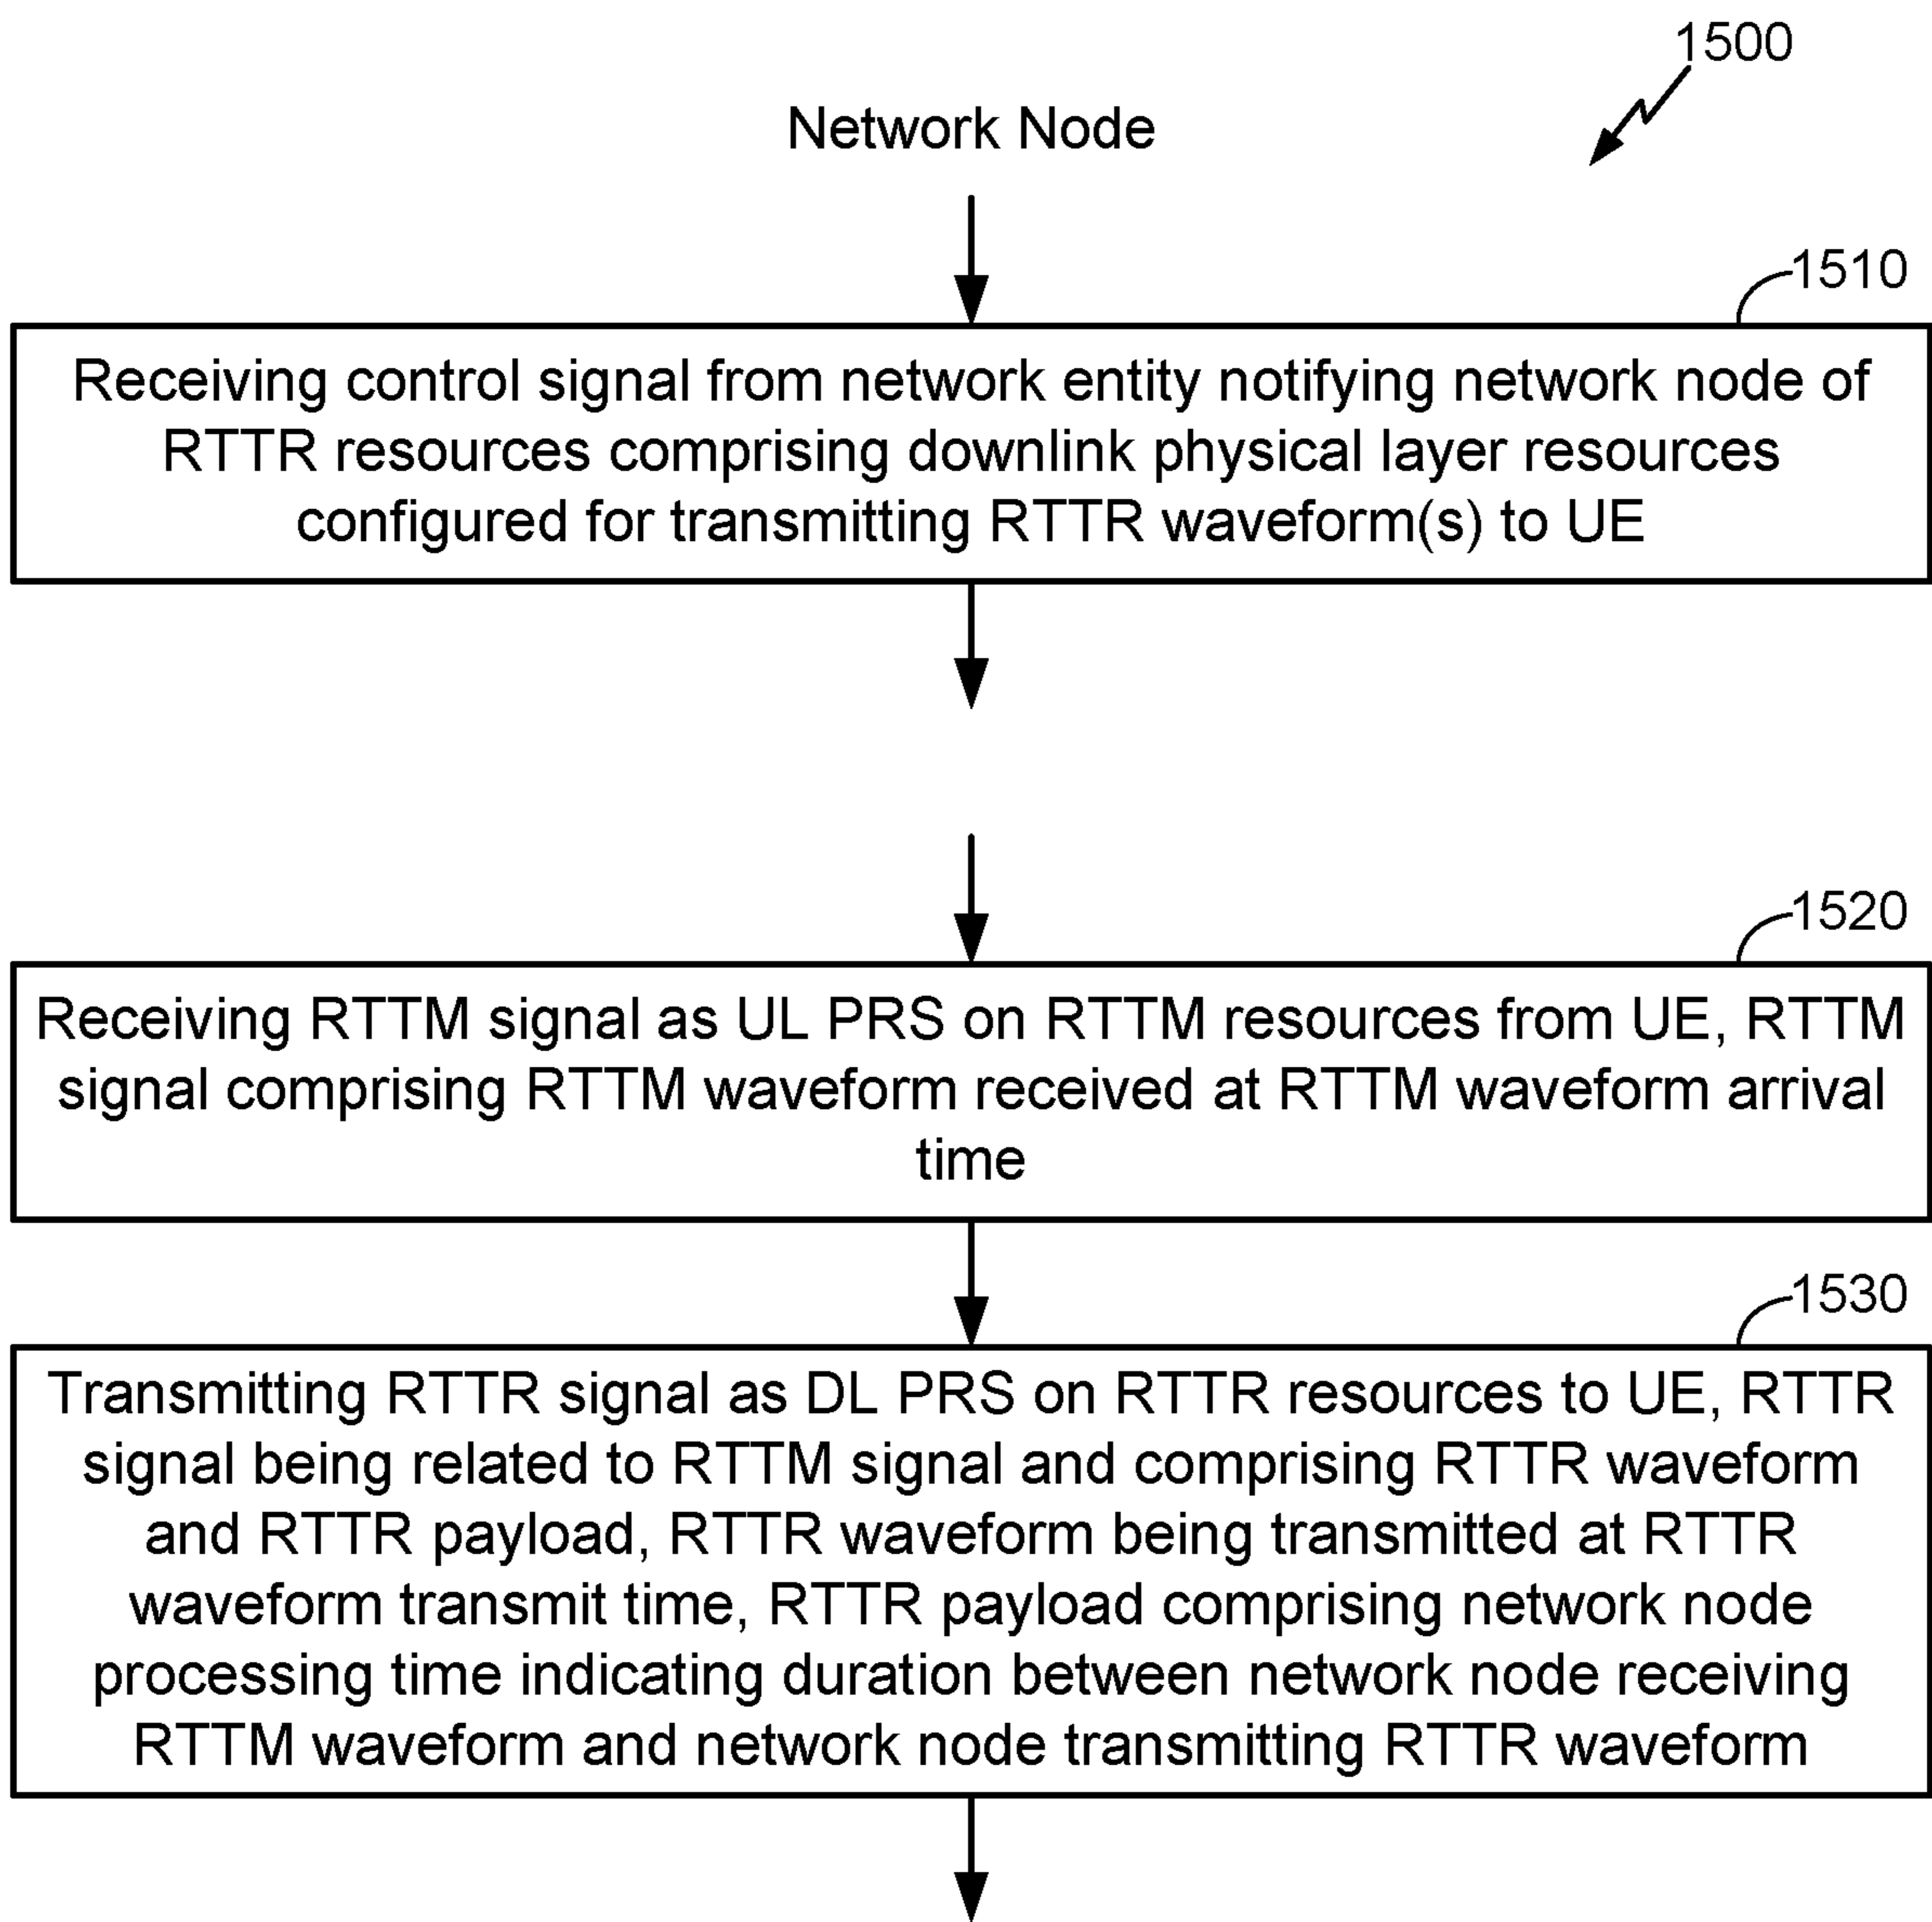 1500
Network Node
1510
Receiving control signal from network entity notifying network node of
RTTR resources comprising downlink physical layer resources
configured for transmitting RTTR waveform(s) to UE
1520
Receiving RTTM signal as UL PRS on RTTM resources from UE, RTTM
signal comprising RTTM waveform received at RTTM waveform arrival
time
1530
Transmitting RTTR signal as DL PRS on RTTR resources to UE, RTTR
signal being related to RTTM signal and comprising RTTR waveform
and RTTR payload, RTTR waveform being transmitted at RTTR
waveform transmit time, RTTR payload comprising network node
processing time indicating duration between network node receiving
RTTM waveform and network node transmitting RTTR waveform